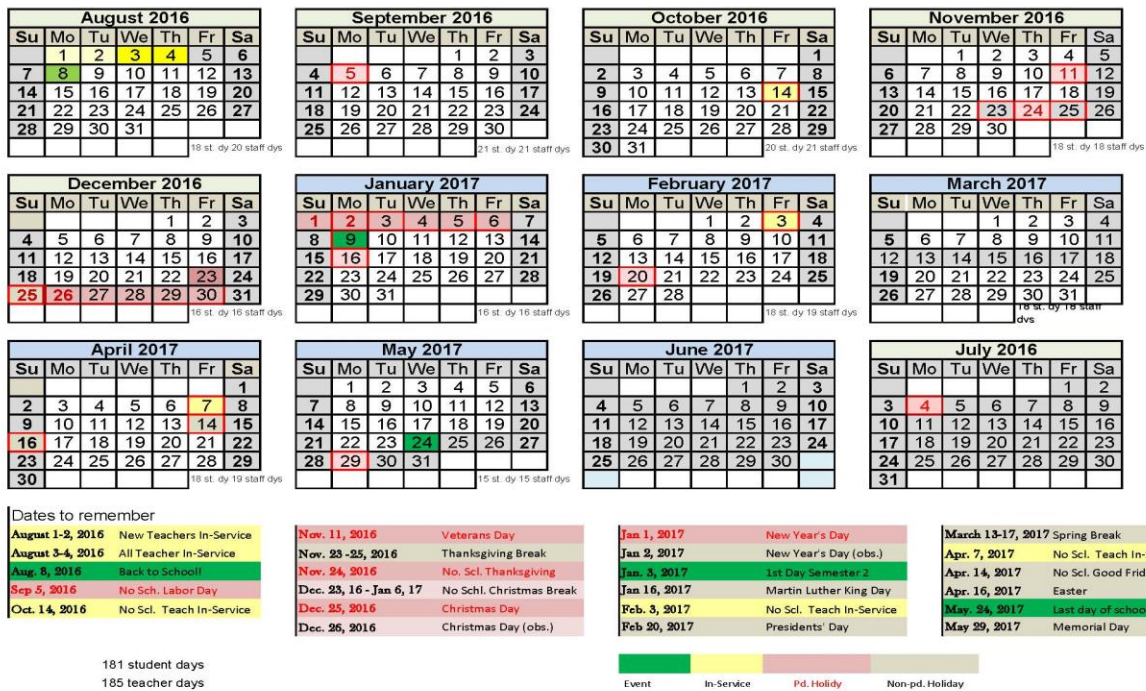 August 2016 September 2016 October 2016 November 2016
Su Mo Tu We Th Fr Sa Su Mo Tu We Th Fr Sa Su Mo Tu We Th Fr Sa Su Mo Tu We Th Fr Sa
1 2 3 4 5 6 1 2 3 1 1 2 3 4 5
7 8 9 10 11 12 13 4 5 6 7 8 9 10 2 3 4 5 6 7 8 6 7 8 9 10 11 12
14 15 16 17 18 19 20 11 12 13 14 15 16 17 9 10 11 12 13 14 15 13 14 15 16 17 18 19
21 22 23 24 25 26 27 18 19 20 21 22 23 24 16 17 18 19 20 21 22 20 21 22 23 24 25 26
28 29 30 31 25 26 27 28 29 30 23 24 25 26 27 28 29 27 28 29 30
18 st. dy 20 staff dys 21 st. dy 21 staff dys 30 31 20 st. dy 21 staff dys 18 st. dy 18 staff dys
December 2016 January 2017 February 2017 March 2017
Su Mo Tu We Th Fr Sa Su Mo Tu We Th Fr Sa Su Mo Tu We Th Fr Sa Su Mo Tu We Th Fr Sa
1 2 3 1 2 3 4 5 6 7 1 2 3 4 1 2 3 4
4 5 6 7 8 9 10 8 9 10 11 12 13 14 5 6 7 8 9 10 11 5 6 7 8 9 10 11
11 12 13 14 15 16 17 15 16 17 18 19 20 21 12 13 14 15 16 17 18 12 13 14 15 16 17 18
18 19 20 21 22 23 24 22 23 24 25 26 27 28 19 20 21 22 23 24 25 19 20 21 22 23 24 25
25 26 27 28 29 30 31 29 30 31 26 27 28 26 27 28 29 30 31
16 st. dy 16 staff dys 16 st. dy 16 staff dys 18 st. dy 19 staff dys 18 st. dy 18 staff
dys
April 2017 May 2017 June 2017 July 2016
Su Mo Tu We Th Fr Sa Su Mo Tu We Th Fr Sa Su Mo Tu We Th Fr Sa Su Mo Tu We Th Fr Sa
1 1 2 3 4 5 6 1 2 3 1 2
2 3 4 5 6 7 8 7 8 9 10 11 12 13 4 5 6 7 8 9 10 3 4 5 6 7 8 9
9 10 11 12 13 14 15 14 15 16 17 18 19 20 11 12 13 14 15 16 17 10 11 12 13 14 15 16
16 17 18 19 20 21 22 21 22 23 24 25 26 27 18 19 20 21 22 23 24 17 18 19 20 21 22 23
23 24 25 26 27 28 29 28 29 30 31 25 26 27 28 29 30 24 25 26 27 28 29 30
30 18 st. dy 19 staff dys 15 st. dy 15 staff dys 31
Dates to remember
August 1-2, 2016 New Teachers In-Service
August 3-4, 2016 All Teacher In-Service
Aug. 8, 2016 Back to School!
Sep 5, 2016 No Sch. Labor Day
Oct. 14, 2016 No Scl. Teach In-Service
Nov. 11, 2016 Veterans Day
Nov. 23 -25, 2016 Thanksgiving Break
Nov. 24, 2016 No. Scl. Thanksgiving
Dec. 23, 16 - Jan 6, 17 No Schl. Christmas Break
Dec. 25, 2016 Christmas Day
Dec. 26, 2016 Christmas Day (obs.)
Jan 1, 2017 New Year's Day
Jan 2, 2017 New Year's Day (obs.)
Jan. 3, 2017 1st Day Semester 2
Jan 16, 2017 Martin Luther King Day
Feb. 3, 2017 No Scl. Teach In-Service
Feb 20, 2017 Presidents' Day
March 13-17, 2017 Spring Break
Apr. 7, 2017 No Scl. Teach In-
Apr. 14, 2017 No Scl. Good Frid
Apr. 16, 2017 Easter
May. 24, 2017 Last day of school
May 29, 2017 Memorial Day
181 student days
185 teacher days
Event In-Service Pd. Holidy Non-pd. Holiday